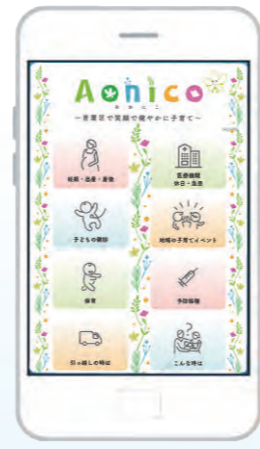 Aonico
あおにこ
～青葉区で笑顔で健やかに子育て～
妊娠・出産・産後
医療機関
休日・急患
子どもの健診
地域の子育てイベント
保育
予防接種
引っ越しの時は
こんな時は